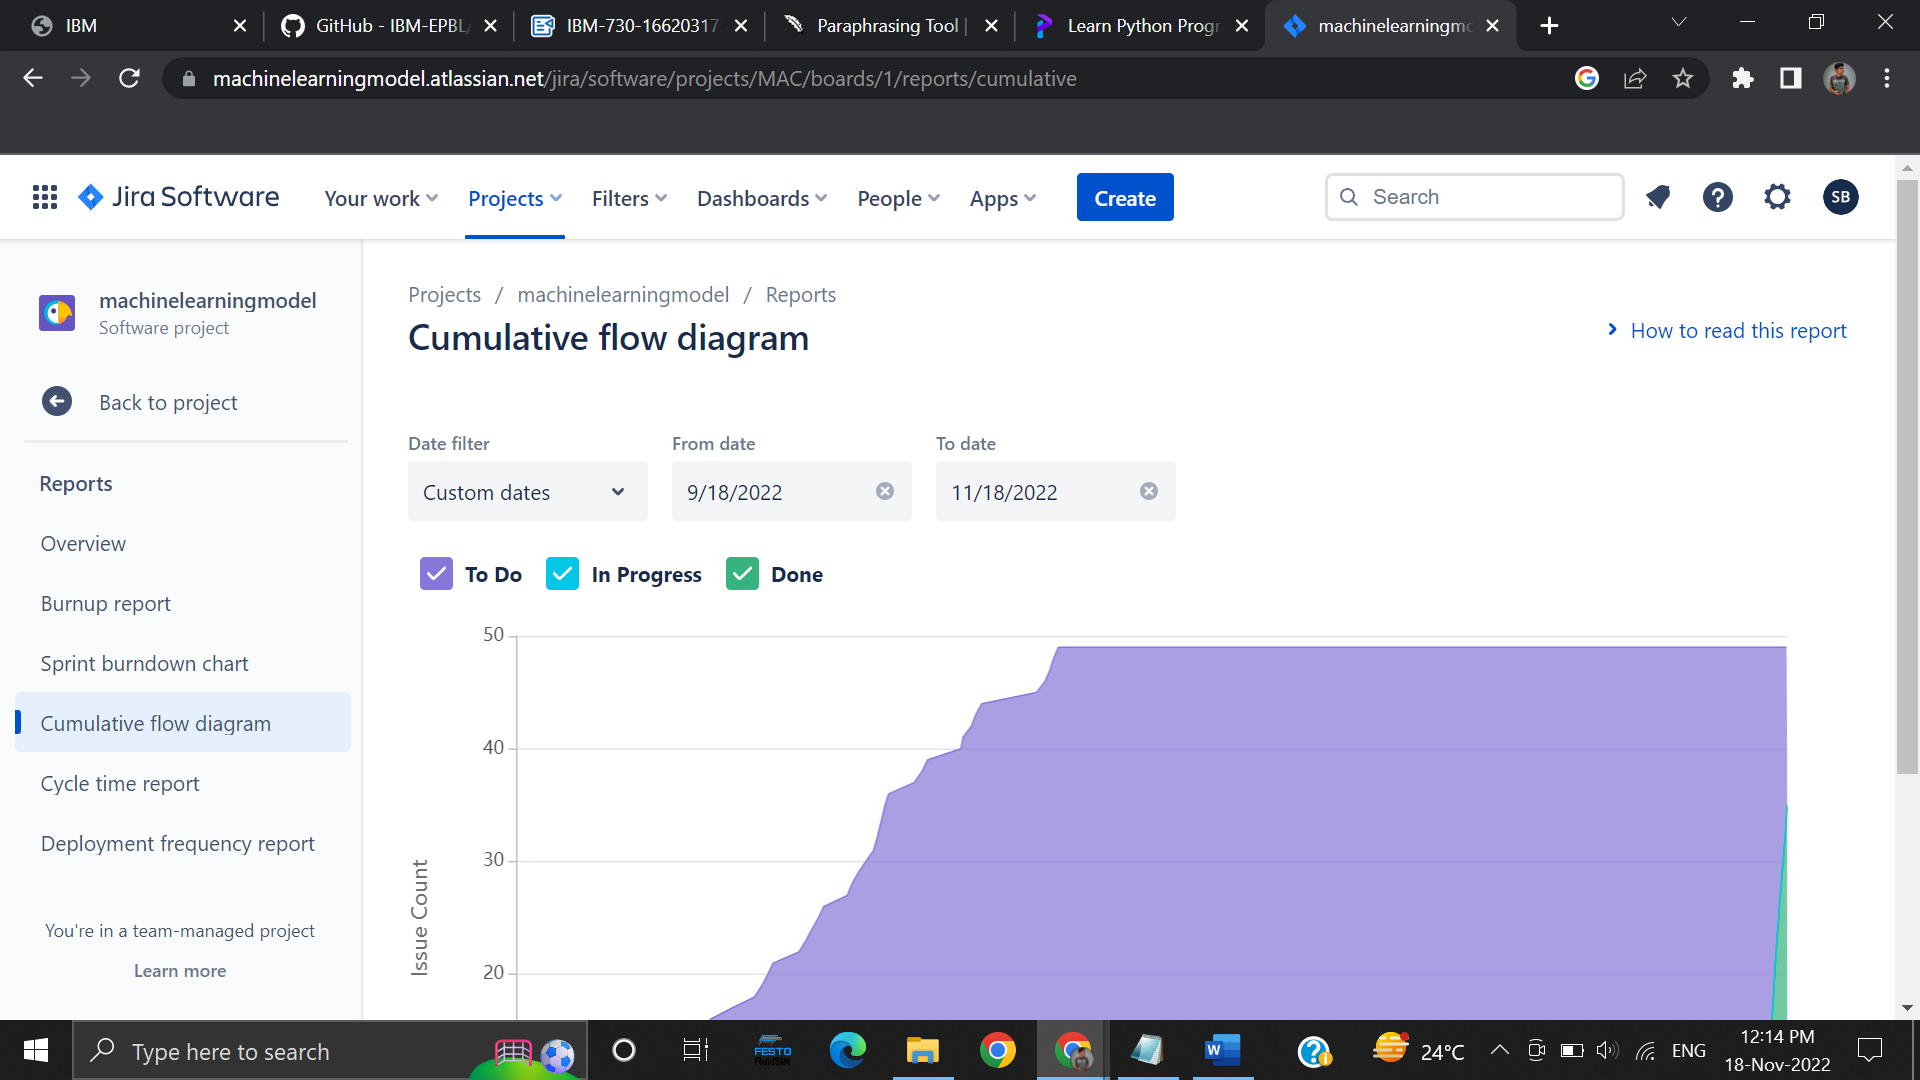 IBM
GitHub - IBM-EPBL/
IBM-730-16620317
Paraphrasing Tool |
Learn Python Progr
machinelearningmo
machinelearningmodel.atlassian.net/jira/software/projects/MAC/boards/1/reports/cumulative
Jira Software
Your work
Projects
Filters
Dashboards
People
Apps
Create
Search
SB
machinelearningmodel
Software project
Back to project
Reports
Overview
Burnup report
Sprint burndown chart
Cumulative flow diagram
Cycle time report
Deployment frequency report
You're in a team-managed project
Learn more
Projects / machinelearningmodel / Reports
Cumulative flow diagram
How to read this report
Date filter
From date
To date
Custom dates
9/18/2022
11/18/2022
To Do
In Progress
Done
50
40
30
20
Issue Count
Type here to search
FESTO
FluidSIM
24°C
ENG
12:14 PM
18-Nov-2022